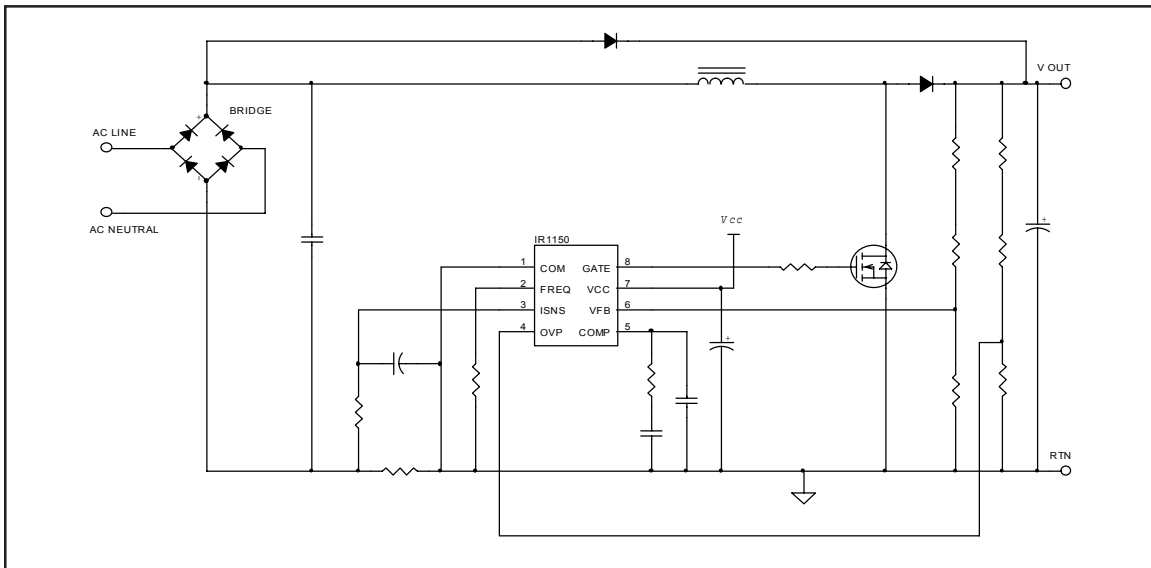 V OUT
BRIDGE
+
AC LINE
-
AC NEUTRAL
+
Vcc
IR1150
1 COM GATE 8
2 FREQ VCC 7
3 ISNS VFB 6
4 OVP COMP 5
+
RTN